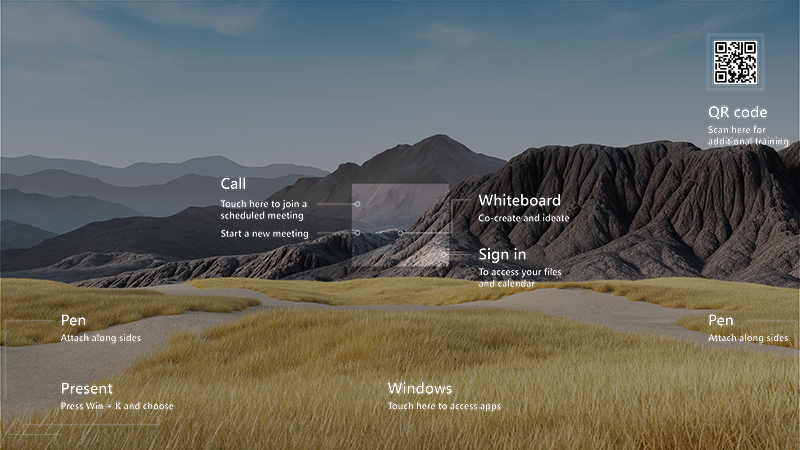 QR code
Scan here for
additional training
Call
Touch here to join a
scheduled meeting
Start a new meeting
Whiteboard
Co-create and ideate
Sign in
To access your files
and calendar
Pen
Attach along sides
Pen
Attach along sides
Present
Press Win + K and choose
Windows
Touch here to access apps